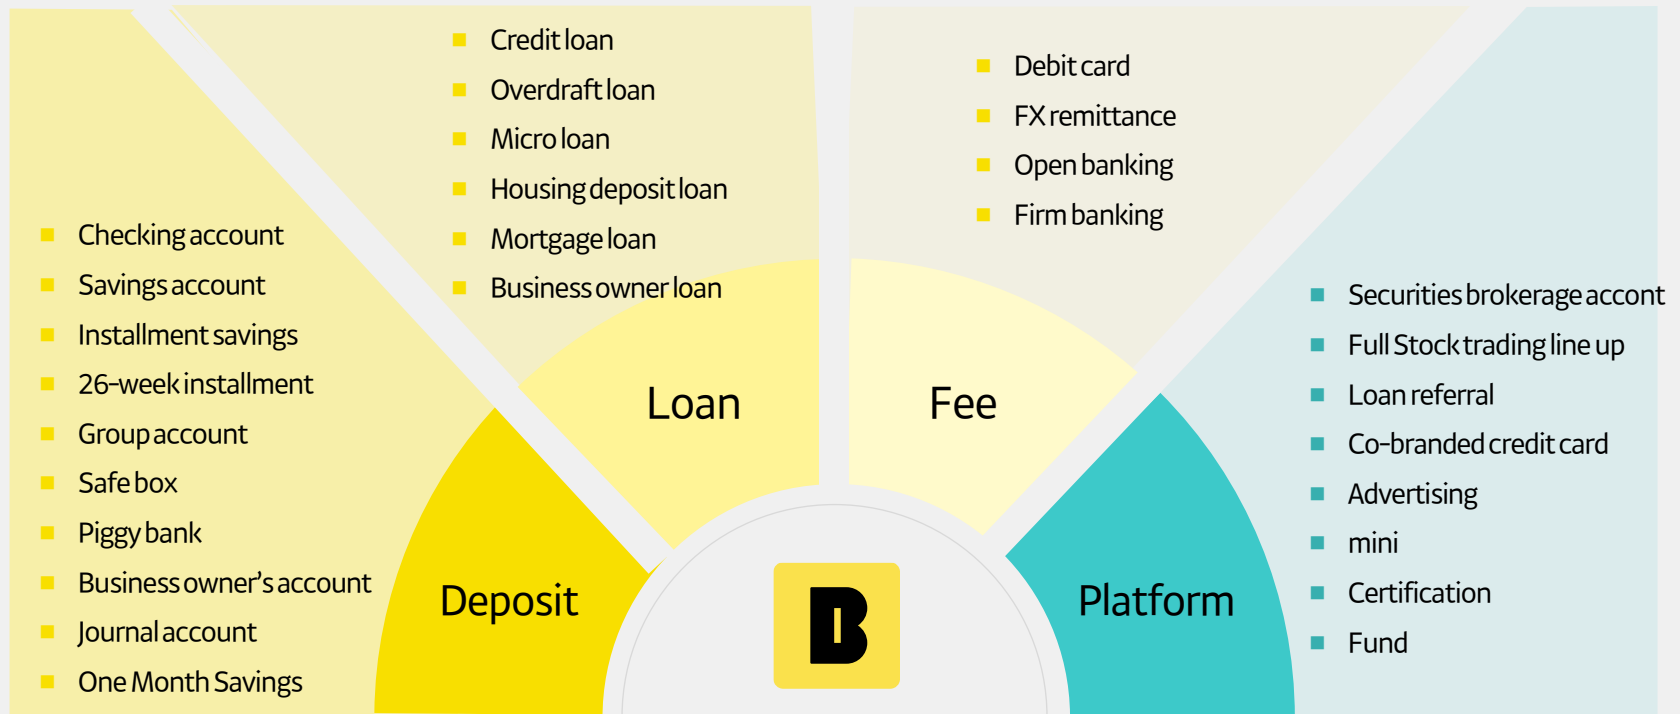 Checking account
Savings account
Installment savings
26-week installment
Group account
Safe box
Piggy bank
Business owner's account
Journal account
One Month Savings
Deposit
Credit loan
Overdraft loan
Micro loan
Housing deposit loan
Mortgage loan
Business owner loan
Loan
Debit card
FX remittance
Open banking
Firm banking
Fee
Securities brokerage accont
Full Stock trading line up
Loan referral
Co-branded credit card
Advertising
mini
Certification
Fund
Platform
B